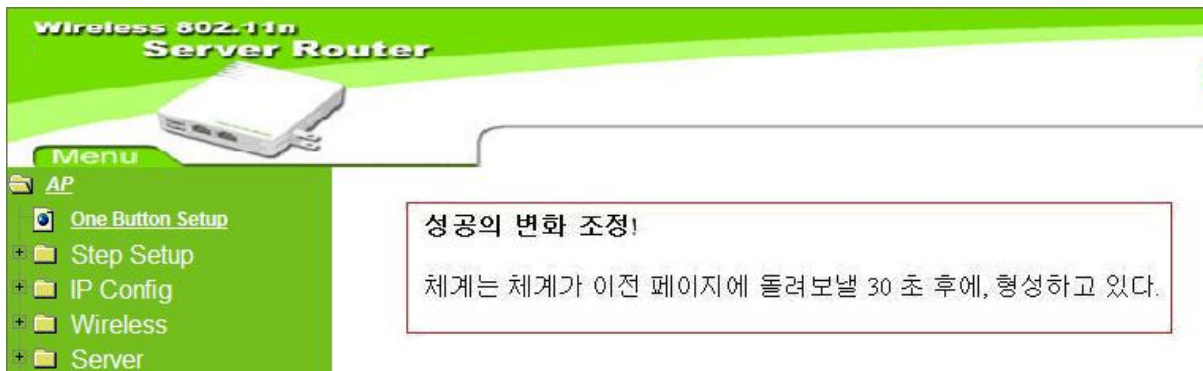 Wireless 802.11n
Server Router
Menu
AP
One Button Setup
Step Setup
IP Config
Wireless
Server
성공의 변화 조정!
체계는 체계가 이전 페이지에 돌려보낼 30 초 후에, 형성하고 있다.